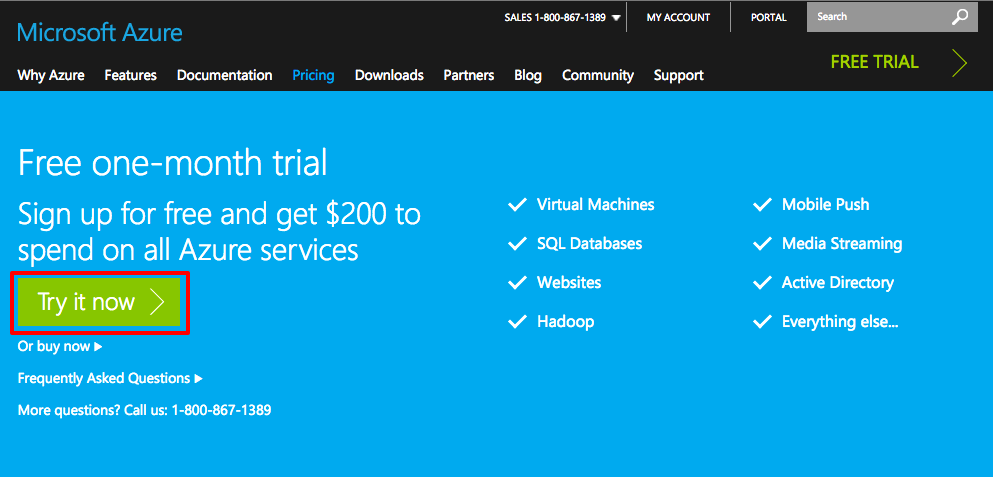 SALES 1-800-867-1389
MY ACCOUNT
PORTAL
Search
Microsoft Azure
FREE TRIAL
Why Azure Features Documentation Pricing Downloads Partners Blog Community Support
Free one-month trial
Sign up for free and get $200 to
spend on all Azure services
Try it now
Or buy now
Frequently Asked Questions
More questions? Call us: 1-800-867-1389
Virtual Machines
SQL Databases
Websites
Hadoop
Mobile Push
Media Streaming
Active Directory
Everything else...